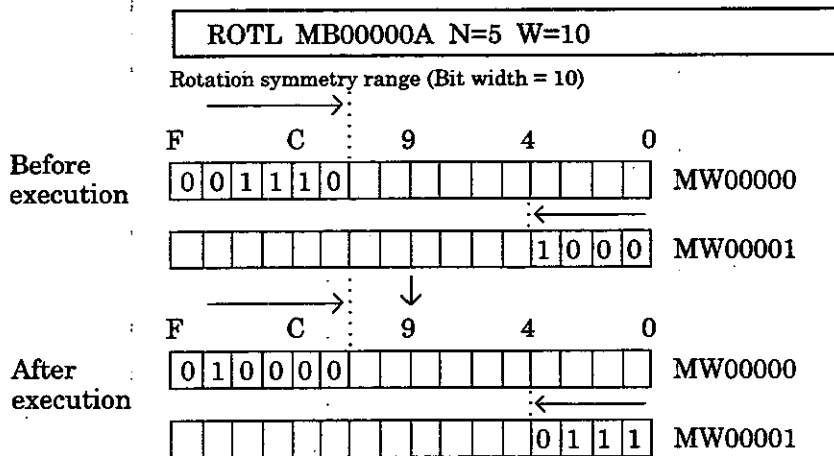 ROTL MB00000A N=5 W=10
Rotation symmetry range (Bit width = 10)
F C 9 4 0
Before
execution
0 0 1 1 1 0 MW00000
1 0 0 0 MW00001
F C 9 4 0
After
execution
0 1 0 0 0 0 MW00000
0 1 1 1 MW00001